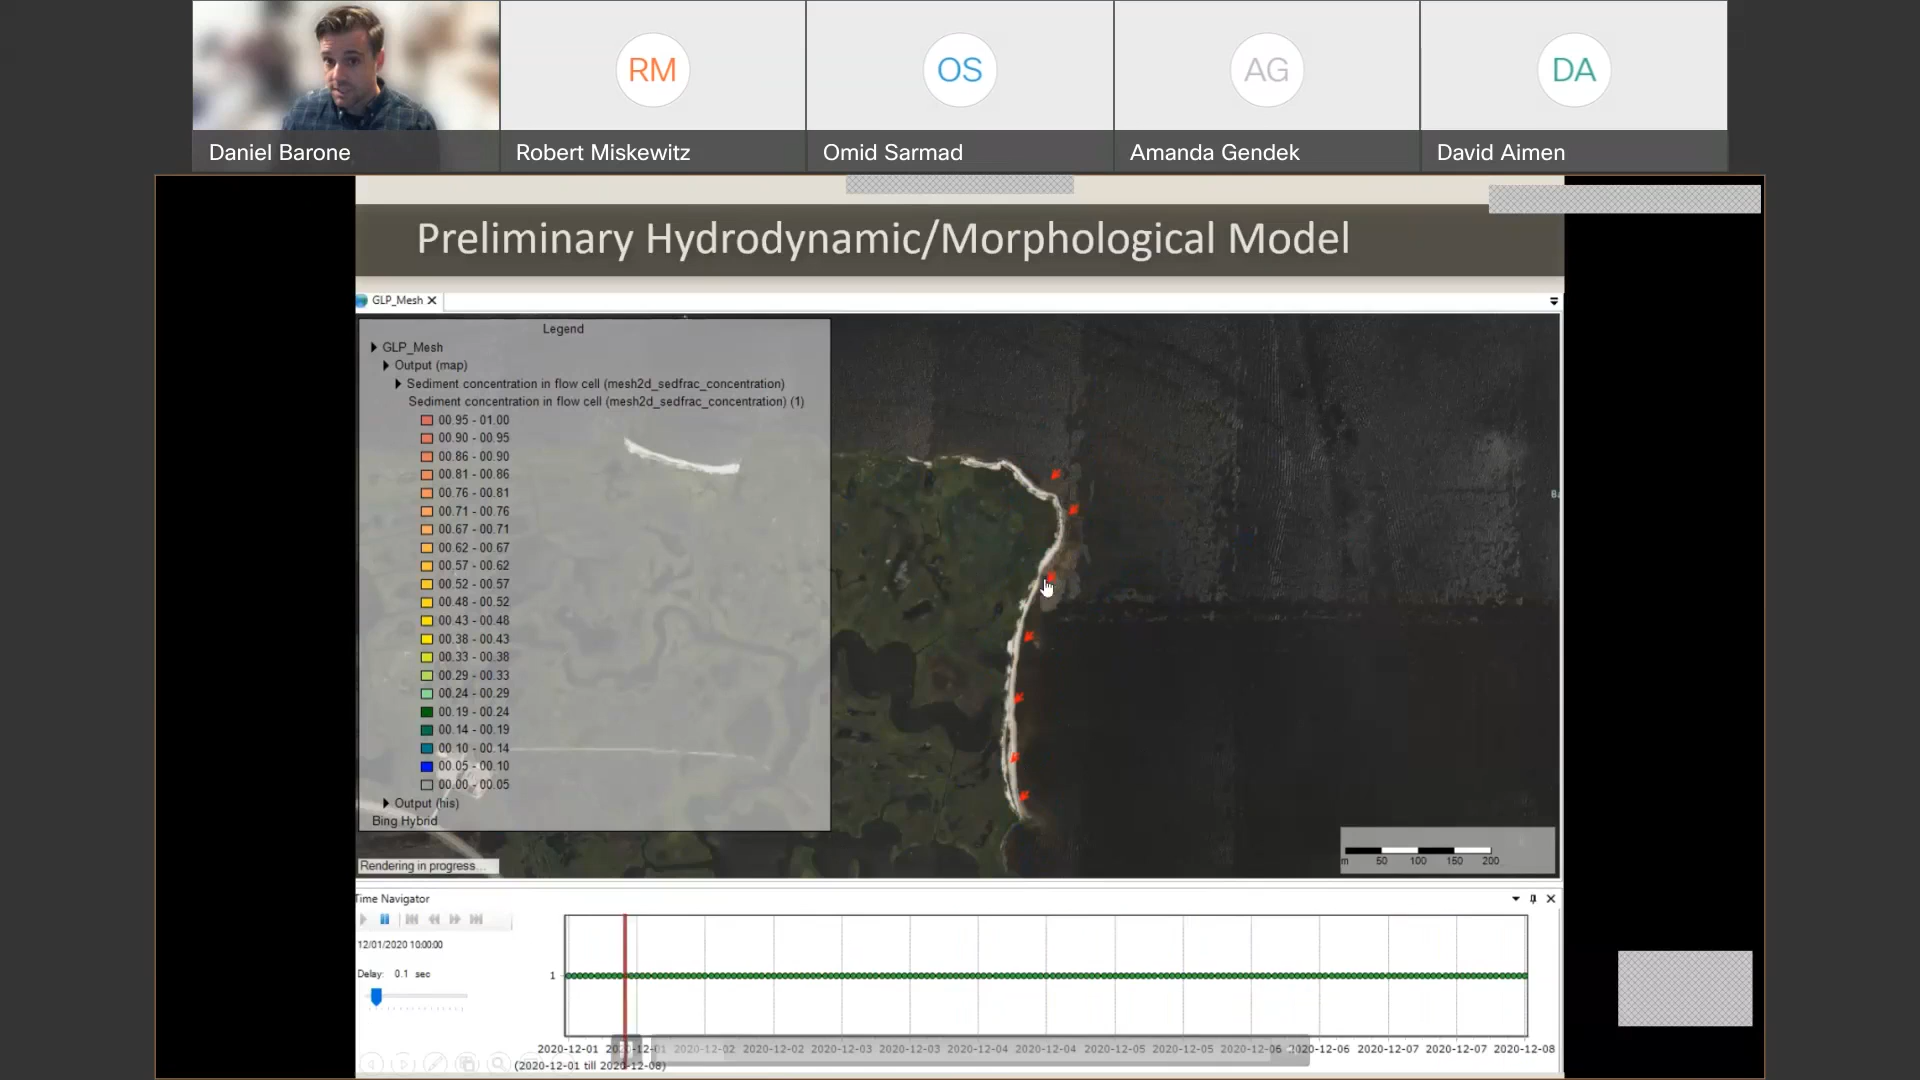 RM
OS
AG
DA
Daniel Barone
Robert Miskewitz
Omid Sarmad
Amanda Gendek
David Aimen
Preliminary Hydrodynamic/Morphological Model
GLP_Mesh
Legend
GLP_Mesh
Output (map)
Sediment concentration in flow cell (mesh2d_sedfrac_concentration)
Sediment concentration in flow cell (mesh2d_sedfrac_concentration) (1)
00.95 - 01.00
00.90 - 00.95
00.86 - 00.90
00.81 - 00.86
00.76 - 00.81
00.71 - 00.76
00.67 - 00.71
00.62 - 00.67
00.57 - 00.62
00.52 - 00.57
00.48 - 00.52
00.43 - 00.48
00.38 - 00.43
00.33 - 00.38
00.29 - 00.33
00.24 - 00.29
00.19 - 00.24
00.14 - 00.19
00.10 - 00.14
00.05 - 00.10
00.00 - 00.05
Output (his)
Bing Hybrid
Rendering in progress...
m 50 100 150 200
Time Navigator
12/01/2020 10:00:00
Delay: 0.1 sec
1
2020-12-01 2020-12-01 2020-12-02 2020-12-02 2020-12-03 2020-12-03 2020-12-04 2020-12-04 2020-12-05 2020-12-05 2020-12-06 2020-12-06 2020-12-07 2020-12-07 2020-12-08
(2020-12-01 till 2020-12-08)